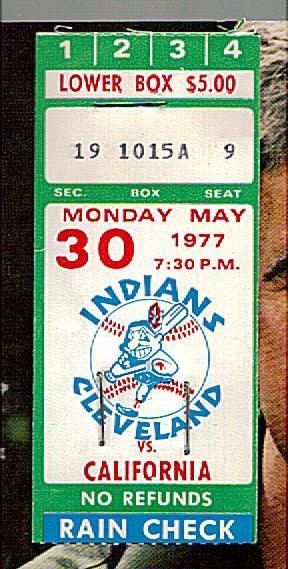 1 2 3 4
LOWER BOX $5.00
19 1015A 9
SEC. BOX SEAT
MONDAY MAY
30 1977
7:30 P.M.
INDIANS
CLEVELAND
VS.
CALIFORNIA
NO REFUNDS
RAIN CHECK